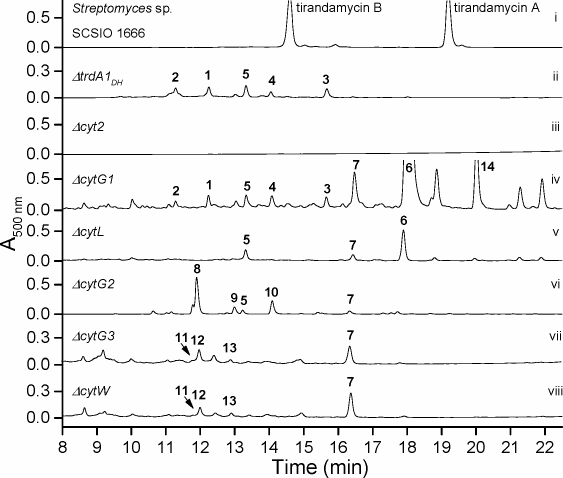 0.5
0.0
Streptomyces sp.
SCSIO 1666
tirandamycin B
tirandamycin A
i
0.3
0.0
ΔtrdA1DH
2
1
5
4
3
ii
0.5
0.0
Δcyt2
iii
0.5
0.0
ΔcytG1
2
1
5
4
3
7
6
14
iv
0.5
0.0
ΔcytL
5
7
6
v
0.5
0.0
ΔcytG2
8
9
5
10
7
vi
0.3
0.0
ΔcytG3
11
12
13
7
vii
0.3
0.0
ΔcytW
11
12
13
7
viii
A500 nm
8 9 10 11 12 13 14 15 16 17 18 19 20 21 22
Time (min)